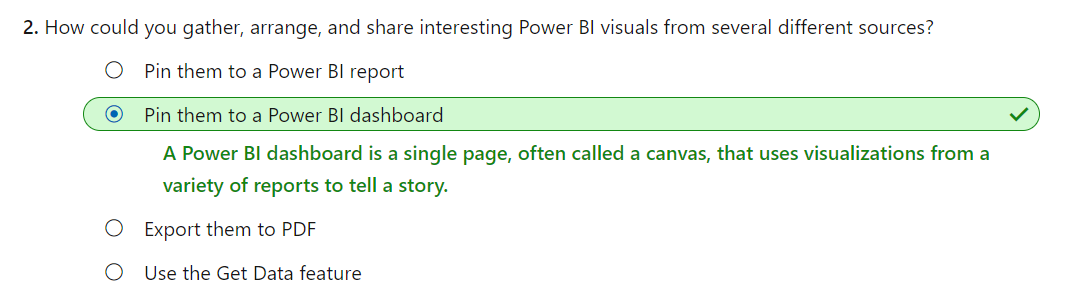 2. How could you gather, arrange, and share interesting Power BI visuals from several different sources?
Pin them to a Power BI report
Pin them to a Power BI dashboard
A Power BI dashboard is a single page, often called a canvas, that uses visualizations from a
variety of reports to tell a story.
Export them to PDF
Use the Get Data feature